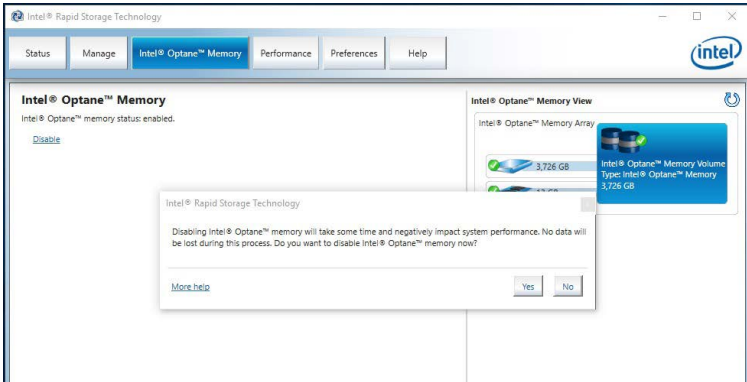 Intel® Rapid Storage Technology
Status
Manage
Intel® Optane™ Memory
Performance
Preferences
Help
intel
Intel® Optane™ Memory
Intel® Optane™ memory status: enabled.
Disable
Intel® Optane™ Memory View
Intel® Optane™ Memory Array
3,726 GB
Intel® Optane™ Memory Volume
Type: Intel® Optane™ Memory
3,726 GB
Intel® Rapid Storage Technology
Disabling Intel® Optane™ memory will take some time and negatively impact system performance. No data will
be lost during this process. Do you want to disable Intel® Optane™ memory now?
More help
Yes
No